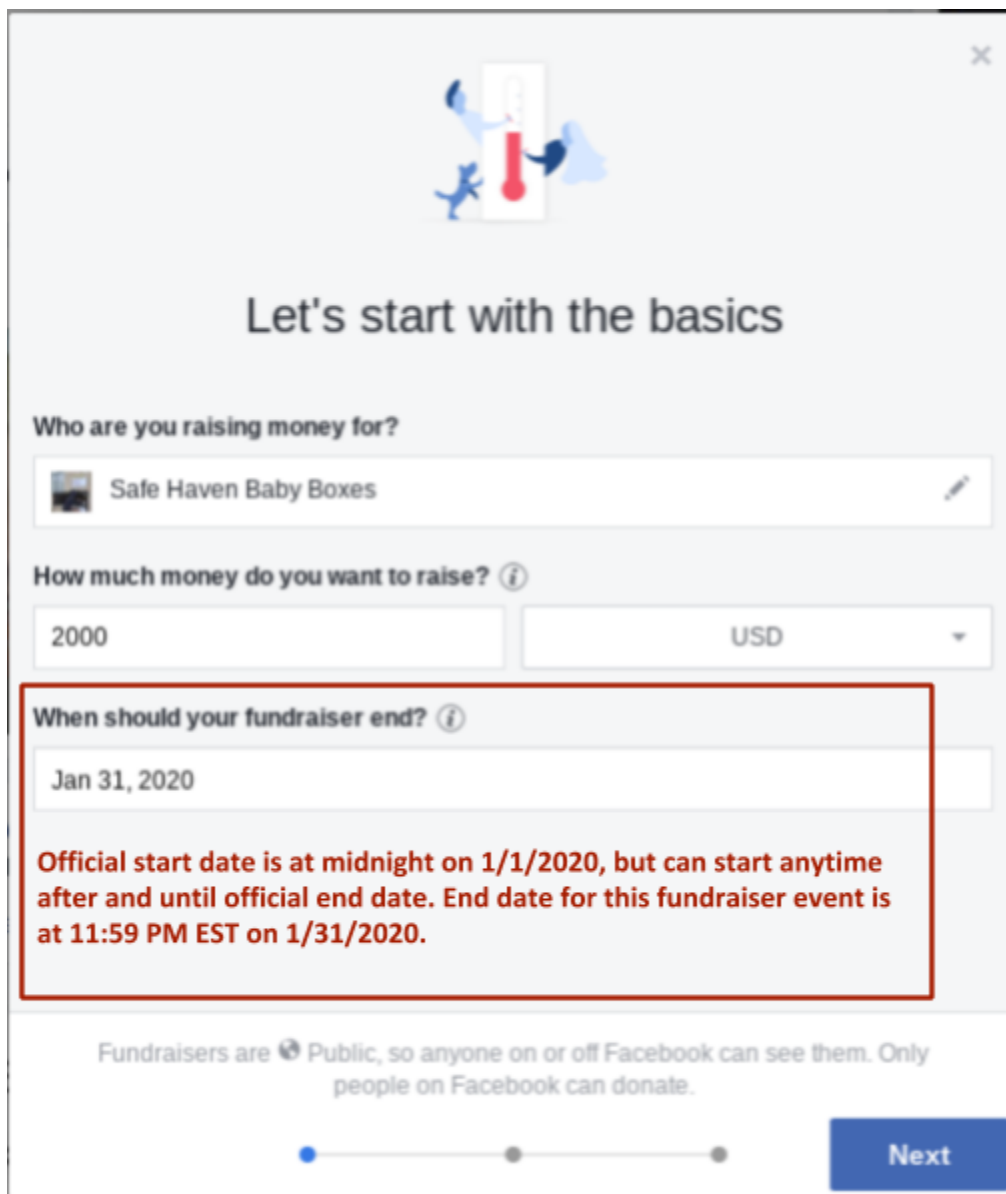 Let's start with the basics
Who are you raising money for?
Safe Haven Baby Boxes
How much money do you want to raise?
2000 USD
When should your fundraiser end?
Jan 31, 2020
Official start date is at midnight on 1/1/2020, but can start anytime
after and until official end date. End date for this fundraiser event is
at 11:59 PM EST on 1/31/2020.
Fundraisers are Public, so anyone on or off Facebook can see them. Only
people on Facebook can donate.
Next